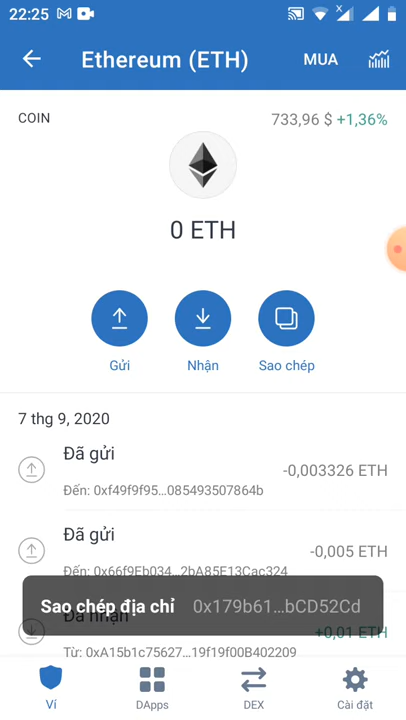 22:25
Ethereum (ETH)
MUA
COIN
733,96 $ +1,36%
0 ETH
Gửi
Nhận
Sao chép
7 thg 9, 2020
Đã gửi
-0,003326 ETH
Đến: 0xf49f9f95...085493507864b
Đã gửi
-0,005 ETH
Đến: 0x66f9Eb034...2bA85E13Cac324
Sao chép địa chỉ 0x179b61...bCD52Cd
Đã nhận
+0,01 ETH
Từ: 0xA15b1c75627...19f19f00B402209
Ví
DApps
DEX
Cài đặt